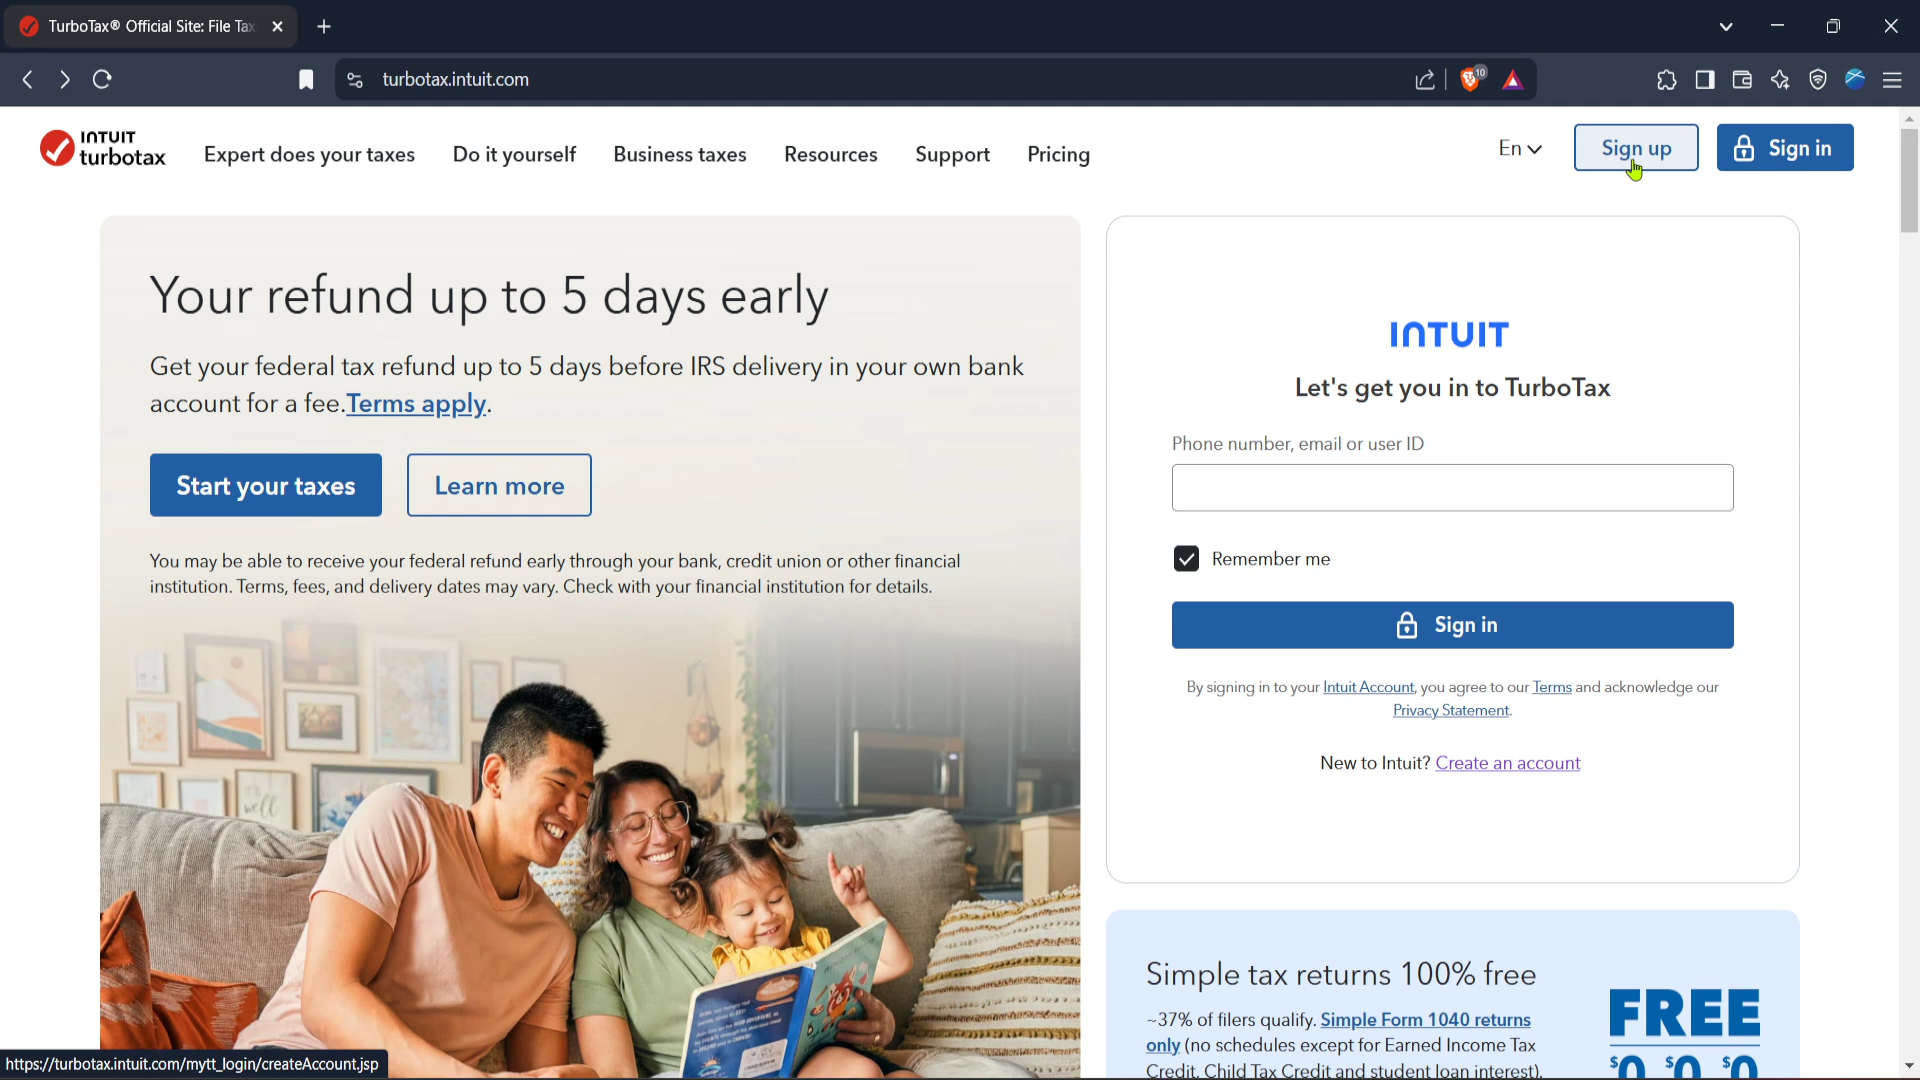 TurboTax® Official Site: File Tax
turbotax.intuit.com
10
INTUIT
turbotax
Expert does your taxes
Do it yourself
Business taxes
Resources
Support
Pricing
En
Sign up
Sign in
Your refund up to 5 days early
Get your federal tax refund up to 5 days before IRS delivery in your own bank
account for a fee.Terms apply.
Start your taxes
Learn more
You may be able to receive your federal refund early through your bank, credit union or other financial
institution. Terms, fees, and delivery dates may vary. Check with your financial institution for details.
INTUIT
Let's get you in to TurboTax
Phone number, email or user ID
Remember me
Sign in
By signing in to your Intuit Account, you agree to our Terms and acknowledge our
Privacy Statement.
New to Intuit? Create an account
Simple tax returns 100% free
~37% of filers qualify. Simple Form 1040 returns
only (no schedules except for Earned Income Tax
Credit, Child Tax Credit and student loan interest).
FREE
$0 $0 $0
https://turbotax.intuit.com/mytt_login/createAccount.jsp